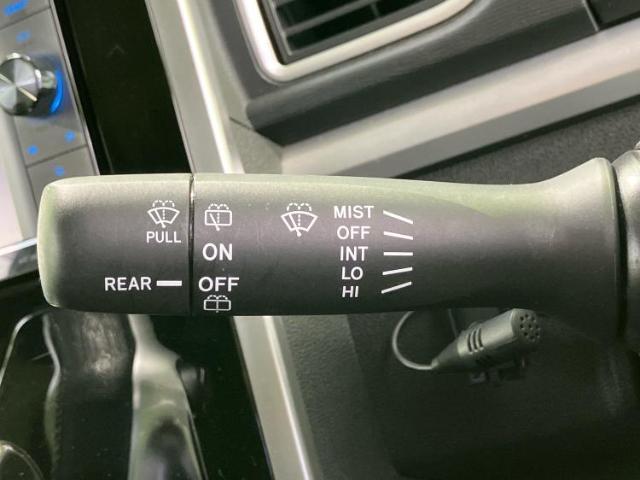 PULL
REAR
ON
OFF
MIST
OFF
INT
LO
HI